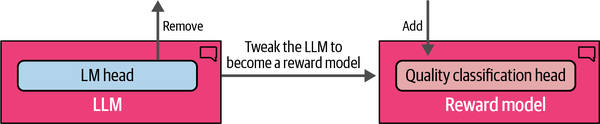 Remove
Add
Tweak the LLM to
become a reward model
LM head
LLM
Quality classification head
Reward model